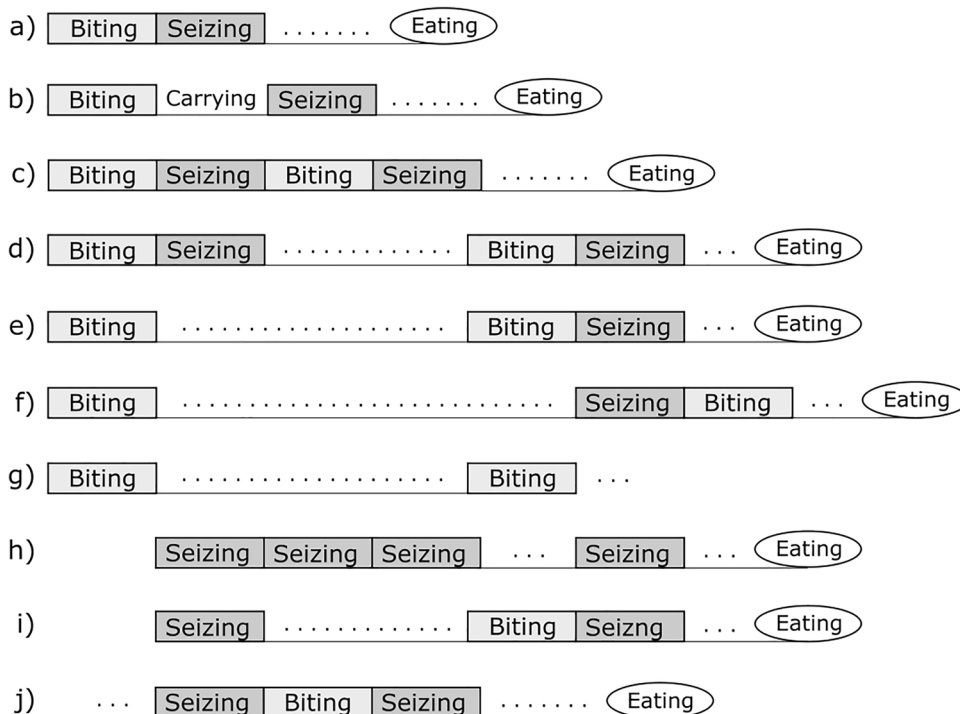 a) Biting Seizing ....... Eating
b) Biting Carrying Seizing ....... Eating
c) Biting Seizing Biting Seizing ....... Eating
d) Biting Seizing ............. Biting Seizing ... Eating
e) Biting .................... Biting Seizing ... Eating
f) Biting ............................ Seizing Biting ... Eating
g) Biting .................... Biting ...
h) Seizing Seizing Seizing ... Seizing ... Eating
i) Seizing ............. Biting Seizng ... Eating
j) ... Seizing Biting Seizing ....... Eating